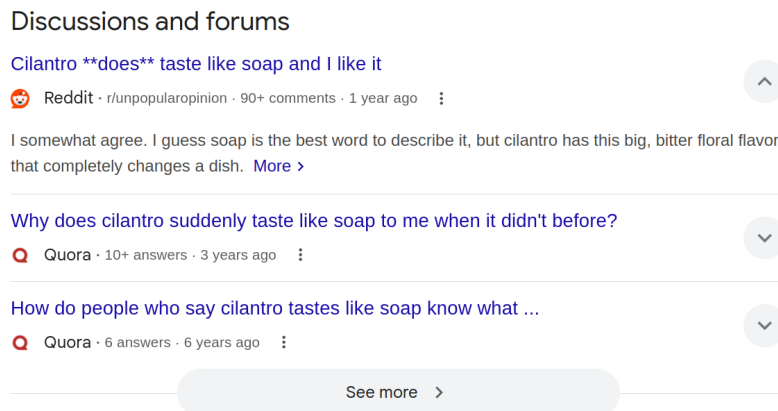 Discussions and forums
Cilantro **does** taste like soap and I like it
Reddit · r/unpopularopinion · 90+ comments · 1 year ago
I somewhat agree. I guess soap is the best word to describe it, but cilantro has this big, bitter floral flavor
that completely changes a dish. More >
Why does cilantro suddenly taste like soap to me when it didn't before?
Quora · 10+ answers · 3 years ago
How do people who say cilantro tastes like soap know what ...
Quora · 6 answers · 6 years ago
See more >